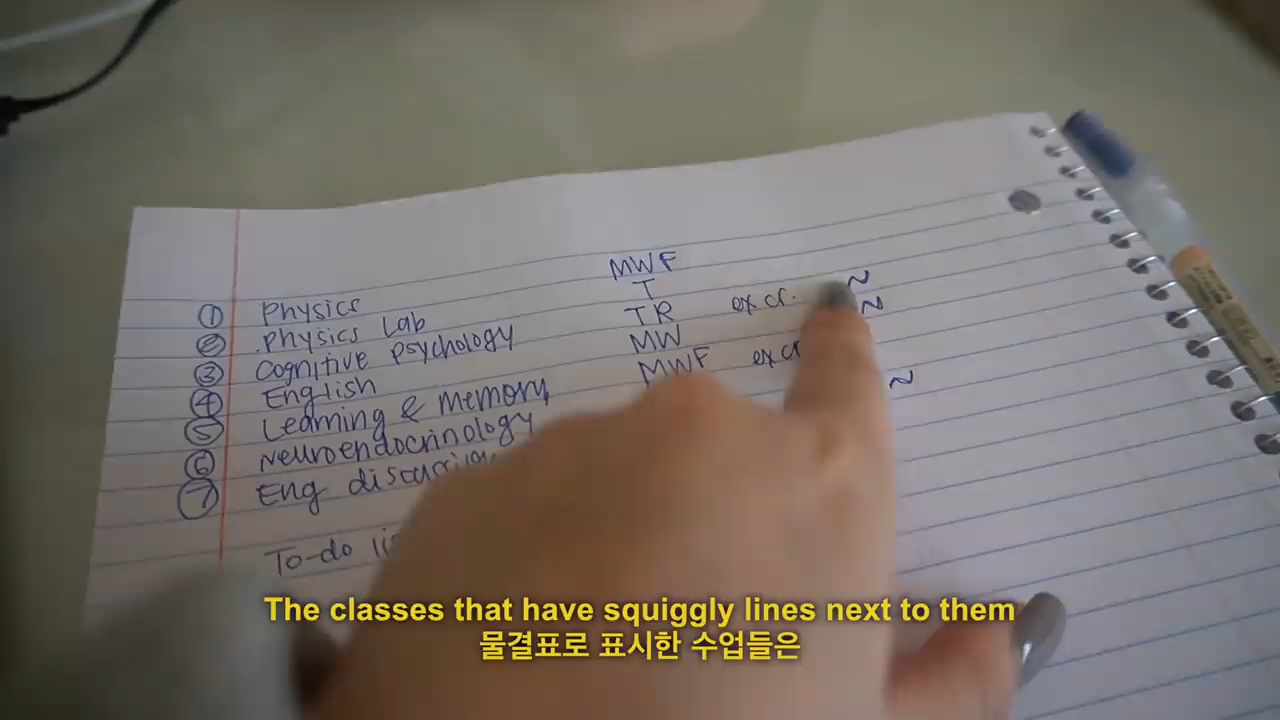 ① Physics MWF
② Physics Lab T
③ Cognitive Psychology TR ex cr. ~
④ English MW ~
⑤ Learning & Memory MWF ex cr
⑥ Neuroendocrinology
⑦ Eng ~
To-do
The classes that have squiggly lines next to them
물결표로 표시한 수업들은